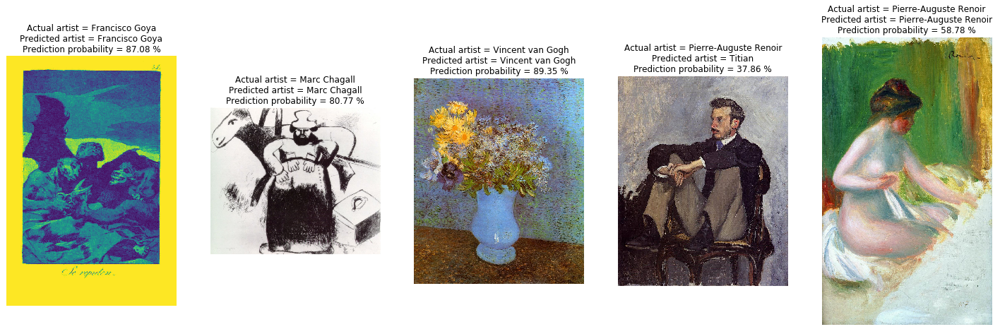 Actual artist = Francisco Goya
Predicted artist = Francisco Goya
Prediction probability = 87.08 %
Se repulen.
Actual artist = Marc Chagall
Predicted artist = Marc Chagall
Prediction probability = 80.77 %
Actual artist = Vincent van Gogh
Predicted artist = Vincent van Gogh
Prediction probability = 89.35 %
Actual artist = Pierre-Auguste Renoir
Predicted artist = Titian
Prediction probability = 37.86 %
Actual artist = Pierre-Auguste Renoir
Predicted artist = Pierre-Auguste Renoir
Prediction probability = 58.78 %
Renoir